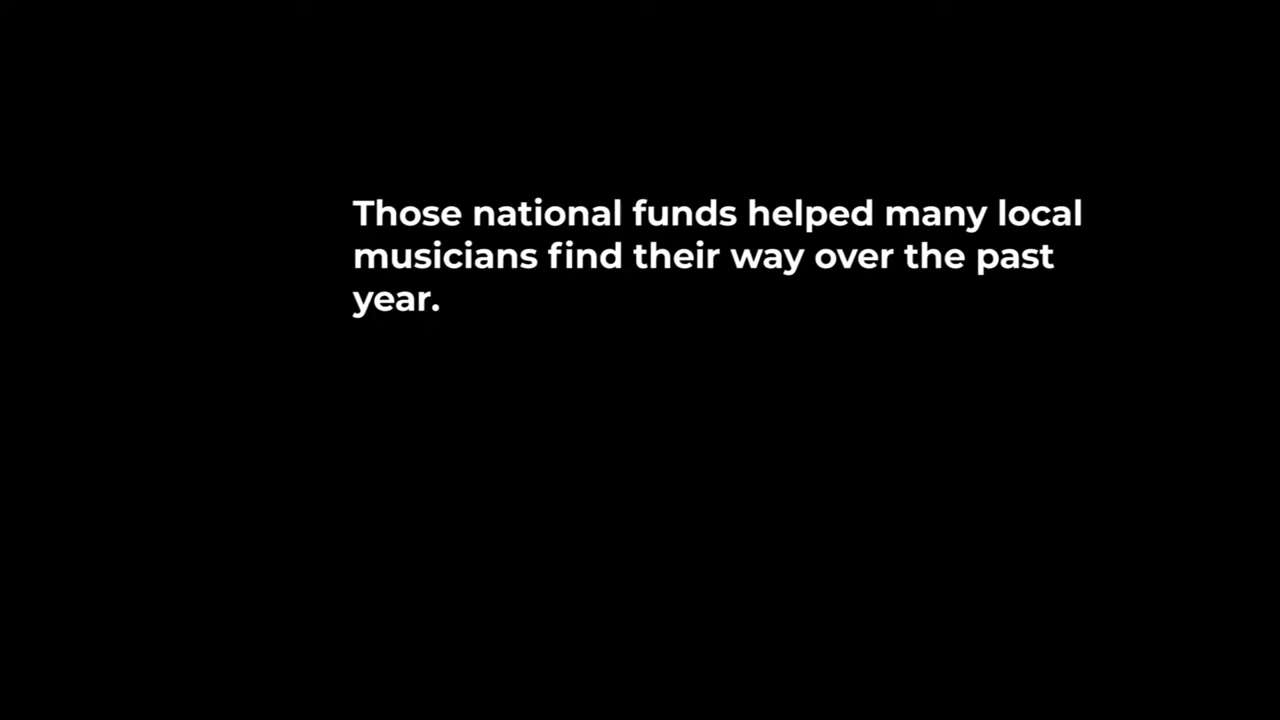 Those national funds helped many local
musicians find their way over the past
year.